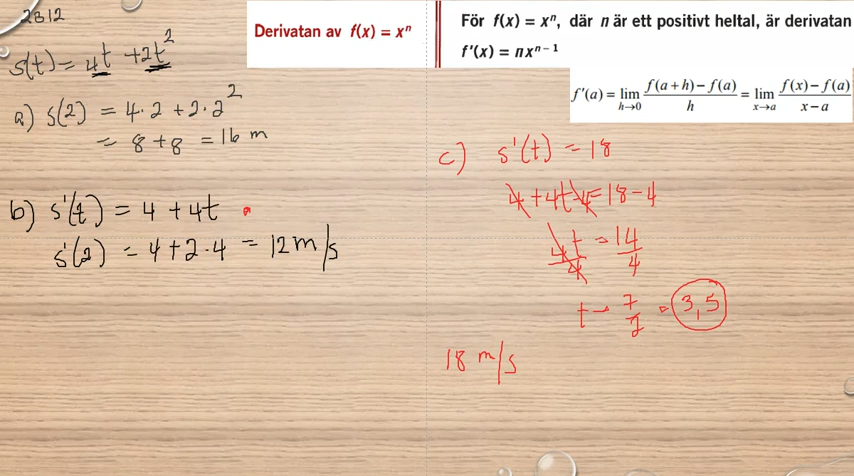 2312
s(t) = 4t + 2t²
a) s(2) = 4·2 + 2·2²
= 8 + 8 = 16 m
b) s'(t) = 4 + 4t
s'(2) = 4 + 2·4 = 12 m/s
Derivatan av f(x) = xⁿ
För f(x) = xⁿ, där n är ett positivt heltal, är derivatan
f'(x) = nxⁿ⁻¹
f'(a) = lim h→0 f(a+h) − f(a) / h = lim x→a f(x) − f(a) / x − a
c) s'(t) = 18
4 + 4t − 4 = 18 − 4
4t/4 = 14/4
t = 7/2 = 3,5
18 m/s